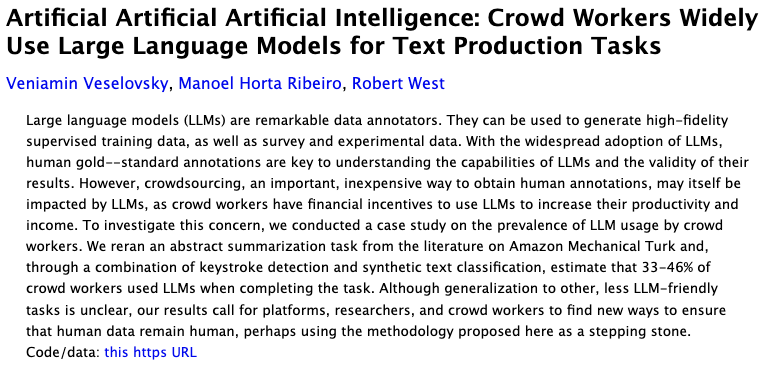 Artificial Artificial Artificial Intelligence: Crowd Workers Widely
Use Large Language Models for Text Production Tasks
Veniamin Veselovsky, Manoel Horta Ribeiro, Robert West
Large language models (LLMs) are remarkable data annotators. They can be used to generate high-fidelity
supervised training data, as well as survey and experimental data. With the widespread adoption of LLMs,
human gold--standard annotations are key to understanding the capabilities of LLMs and the validity of their
results. However, crowdsourcing, an important, inexpensive way to obtain human annotations, may itself be
impacted by LLMs, as crowd workers have financial incentives to use LLMs to increase their productivity and
income. To investigate this concern, we conducted a case study on the prevalence of LLM usage by crowd
workers. We reran an abstract summarization task from the literature on Amazon Mechanical Turk and,
through a combination of keystroke detection and synthetic text classification, estimate that 33-46% of
crowd workers used LLMs when completing the task. Although generalization to other, less LLM-friendly
tasks is unclear, our results call for platforms, researchers, and crowd workers to find new ways to ensure
that human data remain human, perhaps using the methodology proposed here as a stepping stone.
Code/data: this https URL